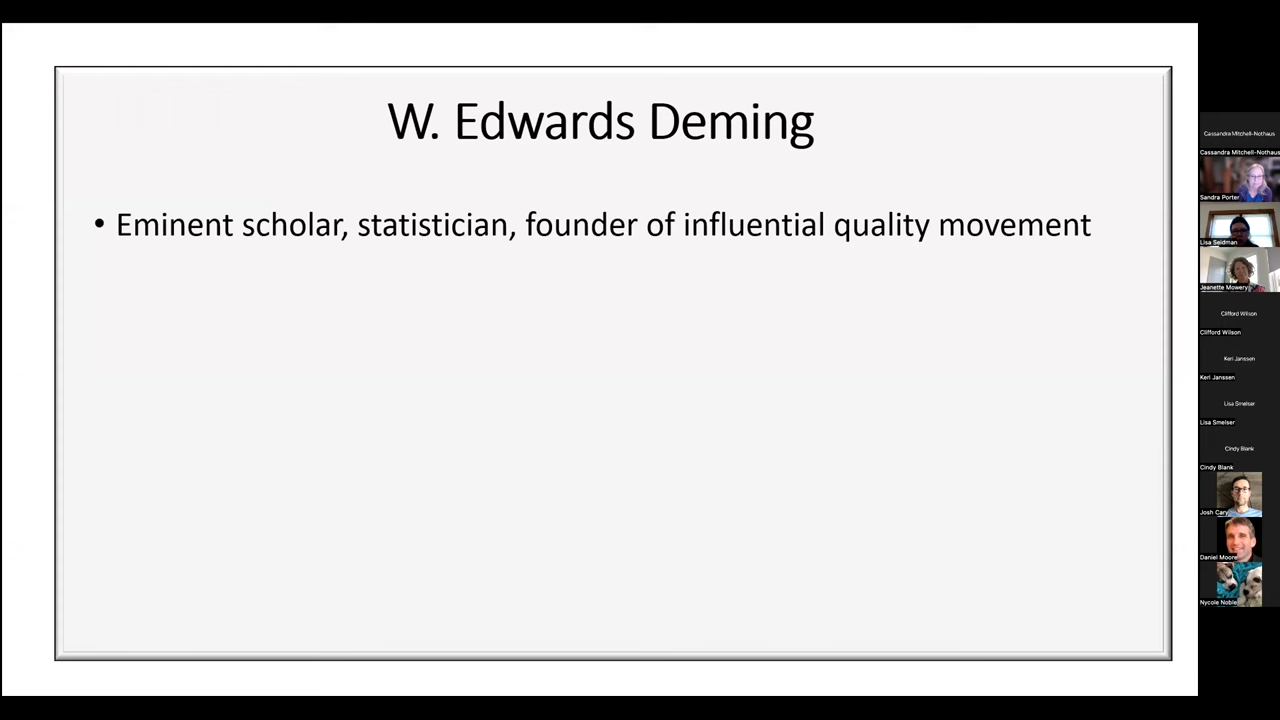 W. Edwards Deming
• Eminent scholar, statistician, founder of influential quality movement
Cassandra Mitchell-Nothaus
Cassandra Mitchell-Nothaus
Sandra Porter
Lisa Seidman
Jeanette Mowery
Clifford Wilson
Clifford Wilson
Keri Janssen
Keri Janssen
Lisa Smelser
Lisa Smelser
Cindy Blank
Cindy Blank
Josh Cary
Daniel Moore
Nycole Noble